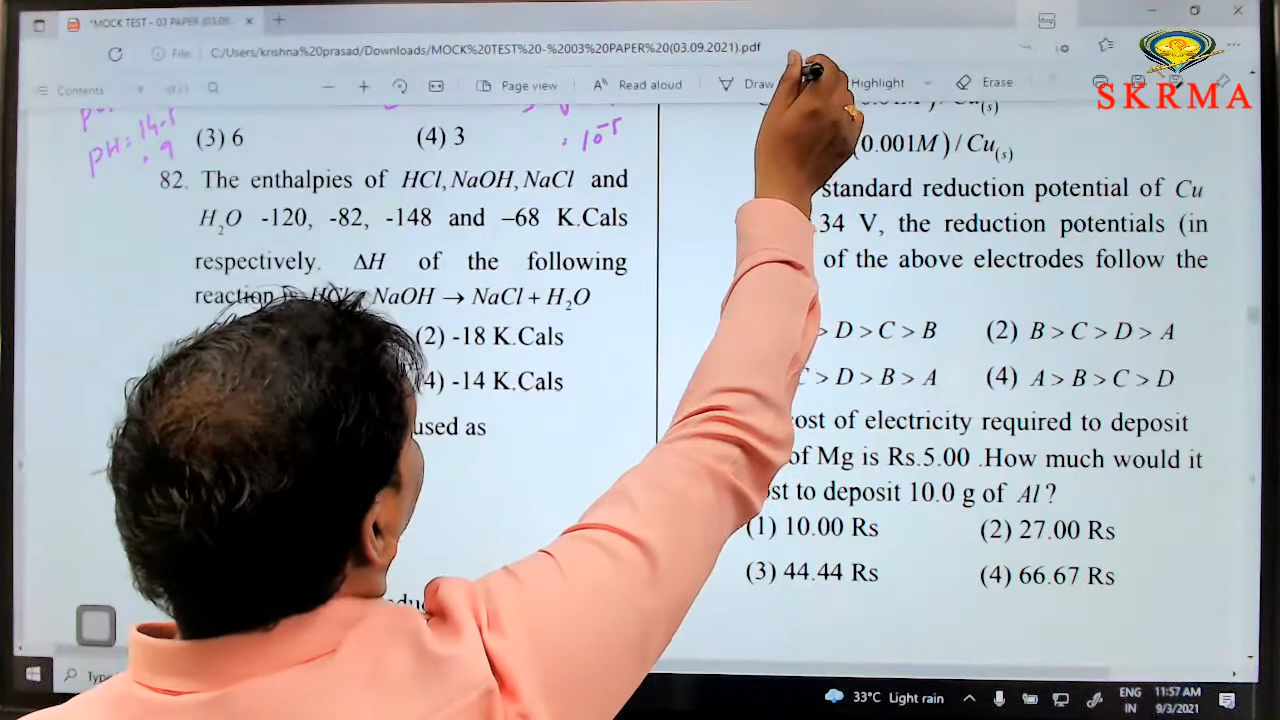 *MOCK TEST - 03 PAPER (03.09.
File
C:/Users/krishna%20prasad/Downloads/MOCK%20TEST%20-%2003%20PAPER%20(03.09.2021).pdf
Contents
Page view
Read aloud
Draw
Highlight
Erase
SKRMA
pH = 14-5
. 9
(3) 6
(4) 3
: 10⁻⁵
82. The enthalpies of HCl, NaOH, NaCl and
H₂O -120, -82, -148 and –68 K.Cals
respectively. ΔH of the following
reaction HCl NaOH → NaCl + H₂O
(2) -18 K.Cals
(4) -14 K.Cals
used as
Cu(s)
(0.001M) / Cu(s)
standard reduction potential of Cu
.34 V, the reduction potentials (in
of the above electrodes follow the
> D > C > B
(2) B > C > D > A
C > D > B > A
(4) A > B > C > D
cost of electricity required to deposit
of Mg is Rs.5.00 .How much would it
cost to deposit 10.0 g of Al ?
(1) 10.00 Rs
(2) 27.00 Rs
(3) 44.44 Rs
(4) 66.67 Rs
33°C Light rain
ENG
IN
11:57 AM
9/3/2021